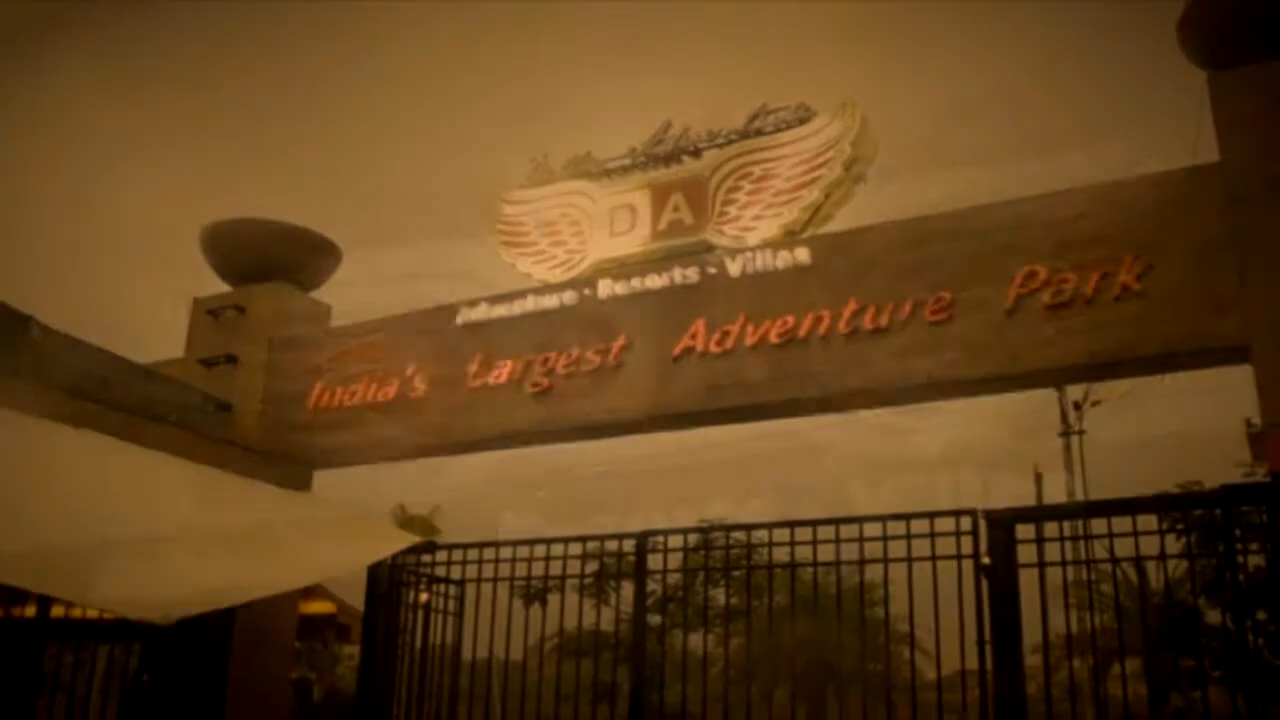 DA
Adventure · Resorts · Villas
India's Largest Adventure Park